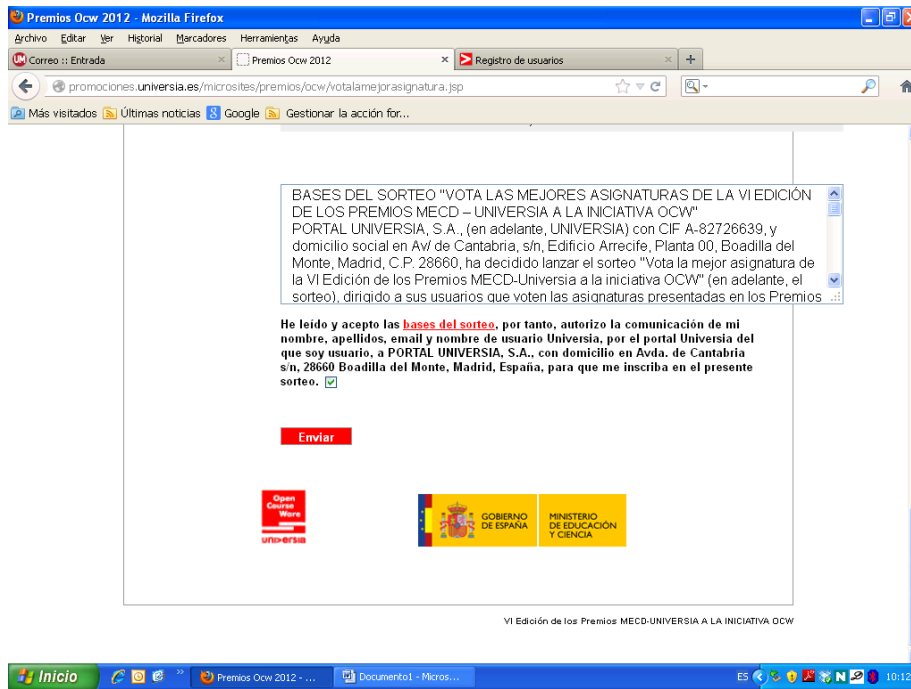 Premios Ocw 2012 - Mozilla Firefox
Archivo Editar Ver Historial Marcadores Herramientas Ayuda
Correo :: Entrada
Premios Ocw 2012
Registro de usuarios
promociones.universia.es/microsites/premios/ocw/votalamejorasignatura.jsp
Más visitados Últimas noticias Google Gestionar la acción for...
BASES DEL SORTEO "VOTA LAS MEJORES ASIGNATURAS DE LA VI EDICIÓN
DE LOS PREMIOS MECD – UNIVERSIA A LA INICIATIVA OCW"
PORTAL UNIVERSIA, S.A., (en adelante, UNIVERSIA) con CIF A-82726639, y
domicilio social en Av/ de Cantabria, s/n, Edificio Arrecife, Planta 00, Boadilla del
Monte, Madrid, C.P. 28660, ha decidido lanzar el sorteo "Vota la mejor asignatura de
la VI Edición de los Premios MECD-Universia a la iniciativa OCW" (en adelante, el
sorteo), dirigido a sus usuarios que voten las asignaturas presentadas en los Premios
He leído y acepto las bases del sorteo, por tanto, autorizo la comunicación de mi
nombre, apellidos, email y nombre de usuario Universia, por el portal Universia del
que soy usuario, a PORTAL UNIVERSIA, S.A., con domicilio en Avda. de Cantabria
s/n, 28660 Boadilla del Monte, Madrid, España, para que me inscriba en el presente
sorteo.
Enviar
Open
Course
Ware
universia
GOBIERNO
DE ESPAÑA
MINISTERIO
DE EDUCACIÓN
Y CIENCIA
VI Edición de los Premios MECD-UNIVERSIA A LA INICIATIVA OCW
Inicio
Premios Ocw 2012 - ...
Documento1 - Micros...
ES
10:12